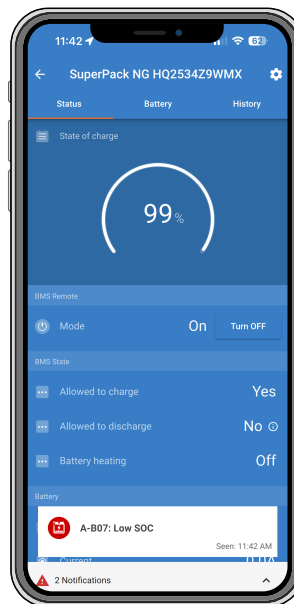 11:42
62
SuperPack NG HQ2534Z9WMX
Status Battery History
State of charge
99%
BMS Remote
Mode On Turn OFF
BMS State
Allowed to charge Yes
Allowed to discharge No
Battery heating Off
Battery
A-B07: Low SOC
Seen: 11:42 AM
Current
2 Notifications